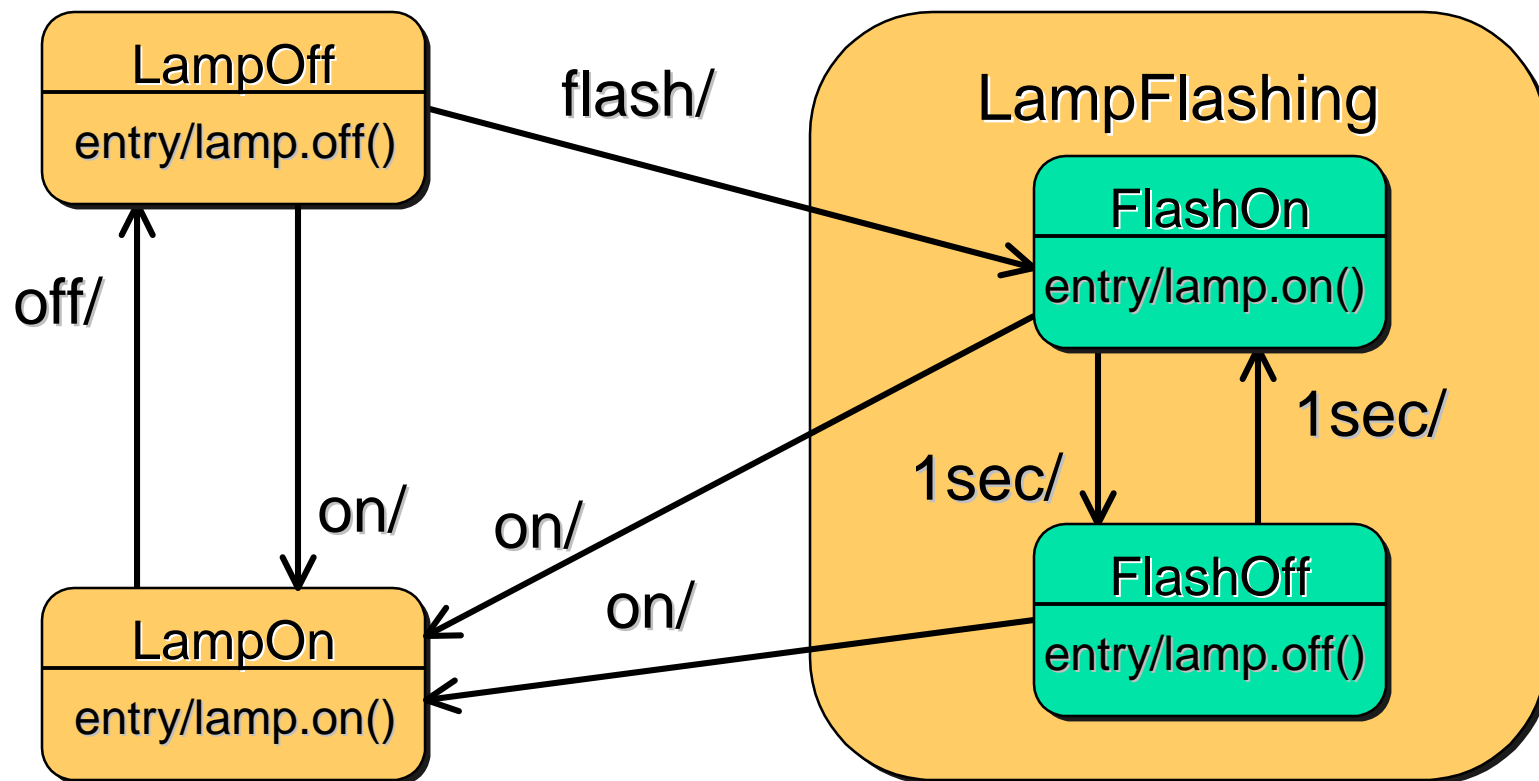 LampOff
entry/lamp.off()
flash/
LampFlashing
FlashOn
entry/lamp.on()
off/
on/
on/
1sec/
1sec/
on/
LampOn
entry/lamp.on()
FlashOff
entry/lamp.off()